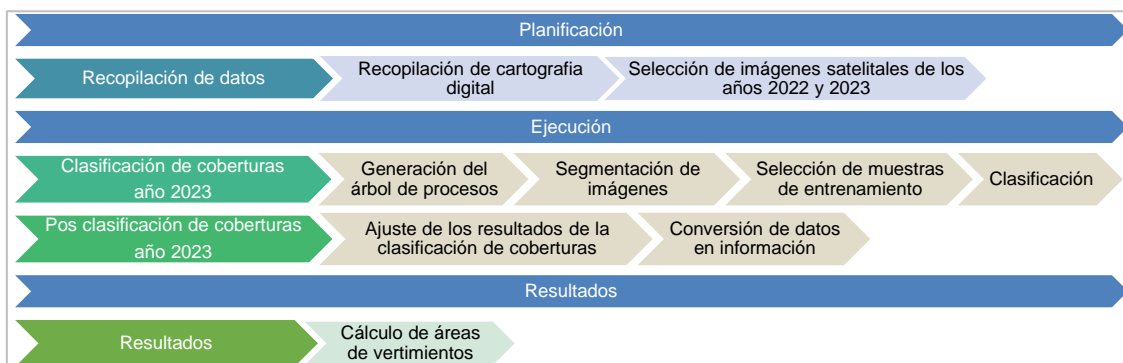 Planificación
Recopilación de datos
Recopilación de cartografia
digital
Selección de imágenes satelitales de los
años 2022 y 2023
Ejecución
Clasificación de coberturas
año 2023
Generación del
árbol de procesos
Segmentación de
imágenes
Selección de muestras
de entrenamiento
Clasificación
Pos clasificación de coberturas
año 2023
Ajuste de los resultados de la
clasificación de coberturas
Conversión de datos
en información
Resultados
Resultados
Cálculo de áreas
de vertimientos